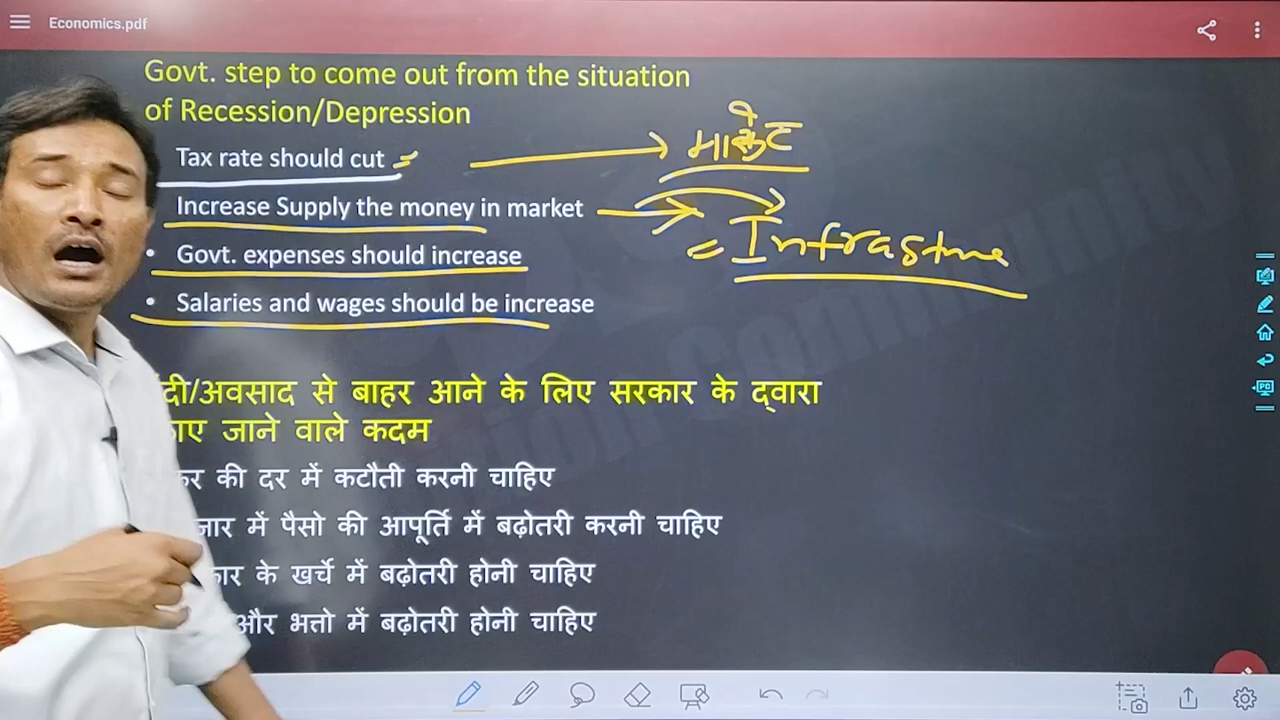 Economics.pdf
Govt. step to come out from the situation
of Recession/Depression
Tax rate should cut
मार्केट
Increase Supply the money in market
= Infrastruc
• Govt. expenses should increase
• Salaries and wages should be increase
दी/अवसाद से बाहर आने के लिए सरकार के द्वारा
जाने वाले कदम
की दर में कटौती करनी चाहिए
में पैसो की आपूर्ति में बढ़ोतरी करनी चाहिए
के खर्चे में बढ़ोतरी होनी चाहिए
और भत्तो में बढ़ोतरी होनी चाहिए
Community